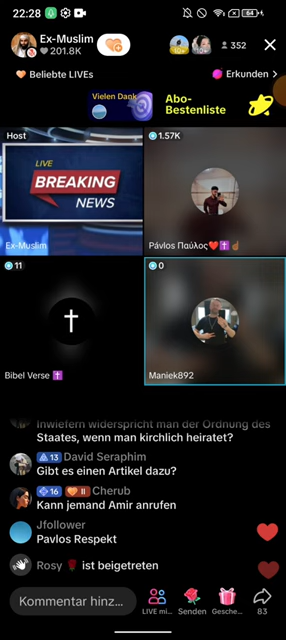 22:28
64
Ex-Muslim
201.8K
10+
352
Beliebte LIVEs
Erkunden >
Vielen Dank
Abo-
Bestenliste
Host
1.57K
LIVE
BREAKING
NEWS
Ex-Muslim
Pávlos Παύλος❤️✝️☝🏾
11
0
Bibel Verse ✝️
Maniek892
Inwiefern widerspricht man der Ordnung des
Staates, wenn man kirchlich heiratet?
13 David Seraphim
Gibt es einen Artikel dazu?
16 II Cherub
Kann jemand Amir anrufen
Jfollower
Pavlos Respekt
Rosy 🌹 ist beigetreten
Kommentar hinz...
LIVE mi...
Senden
Gesche...
83